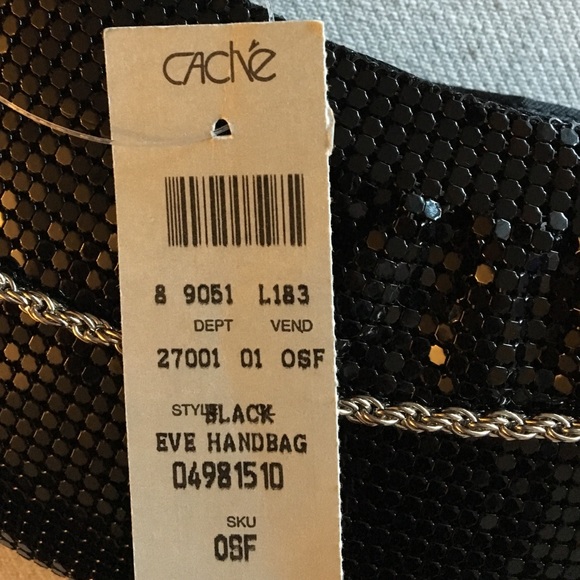 Caché
8 9051 L183
DEPT VEND
27001 01 OSF
STYLE BLACK
EVE HANDBAG
04981510
SKU
OSF